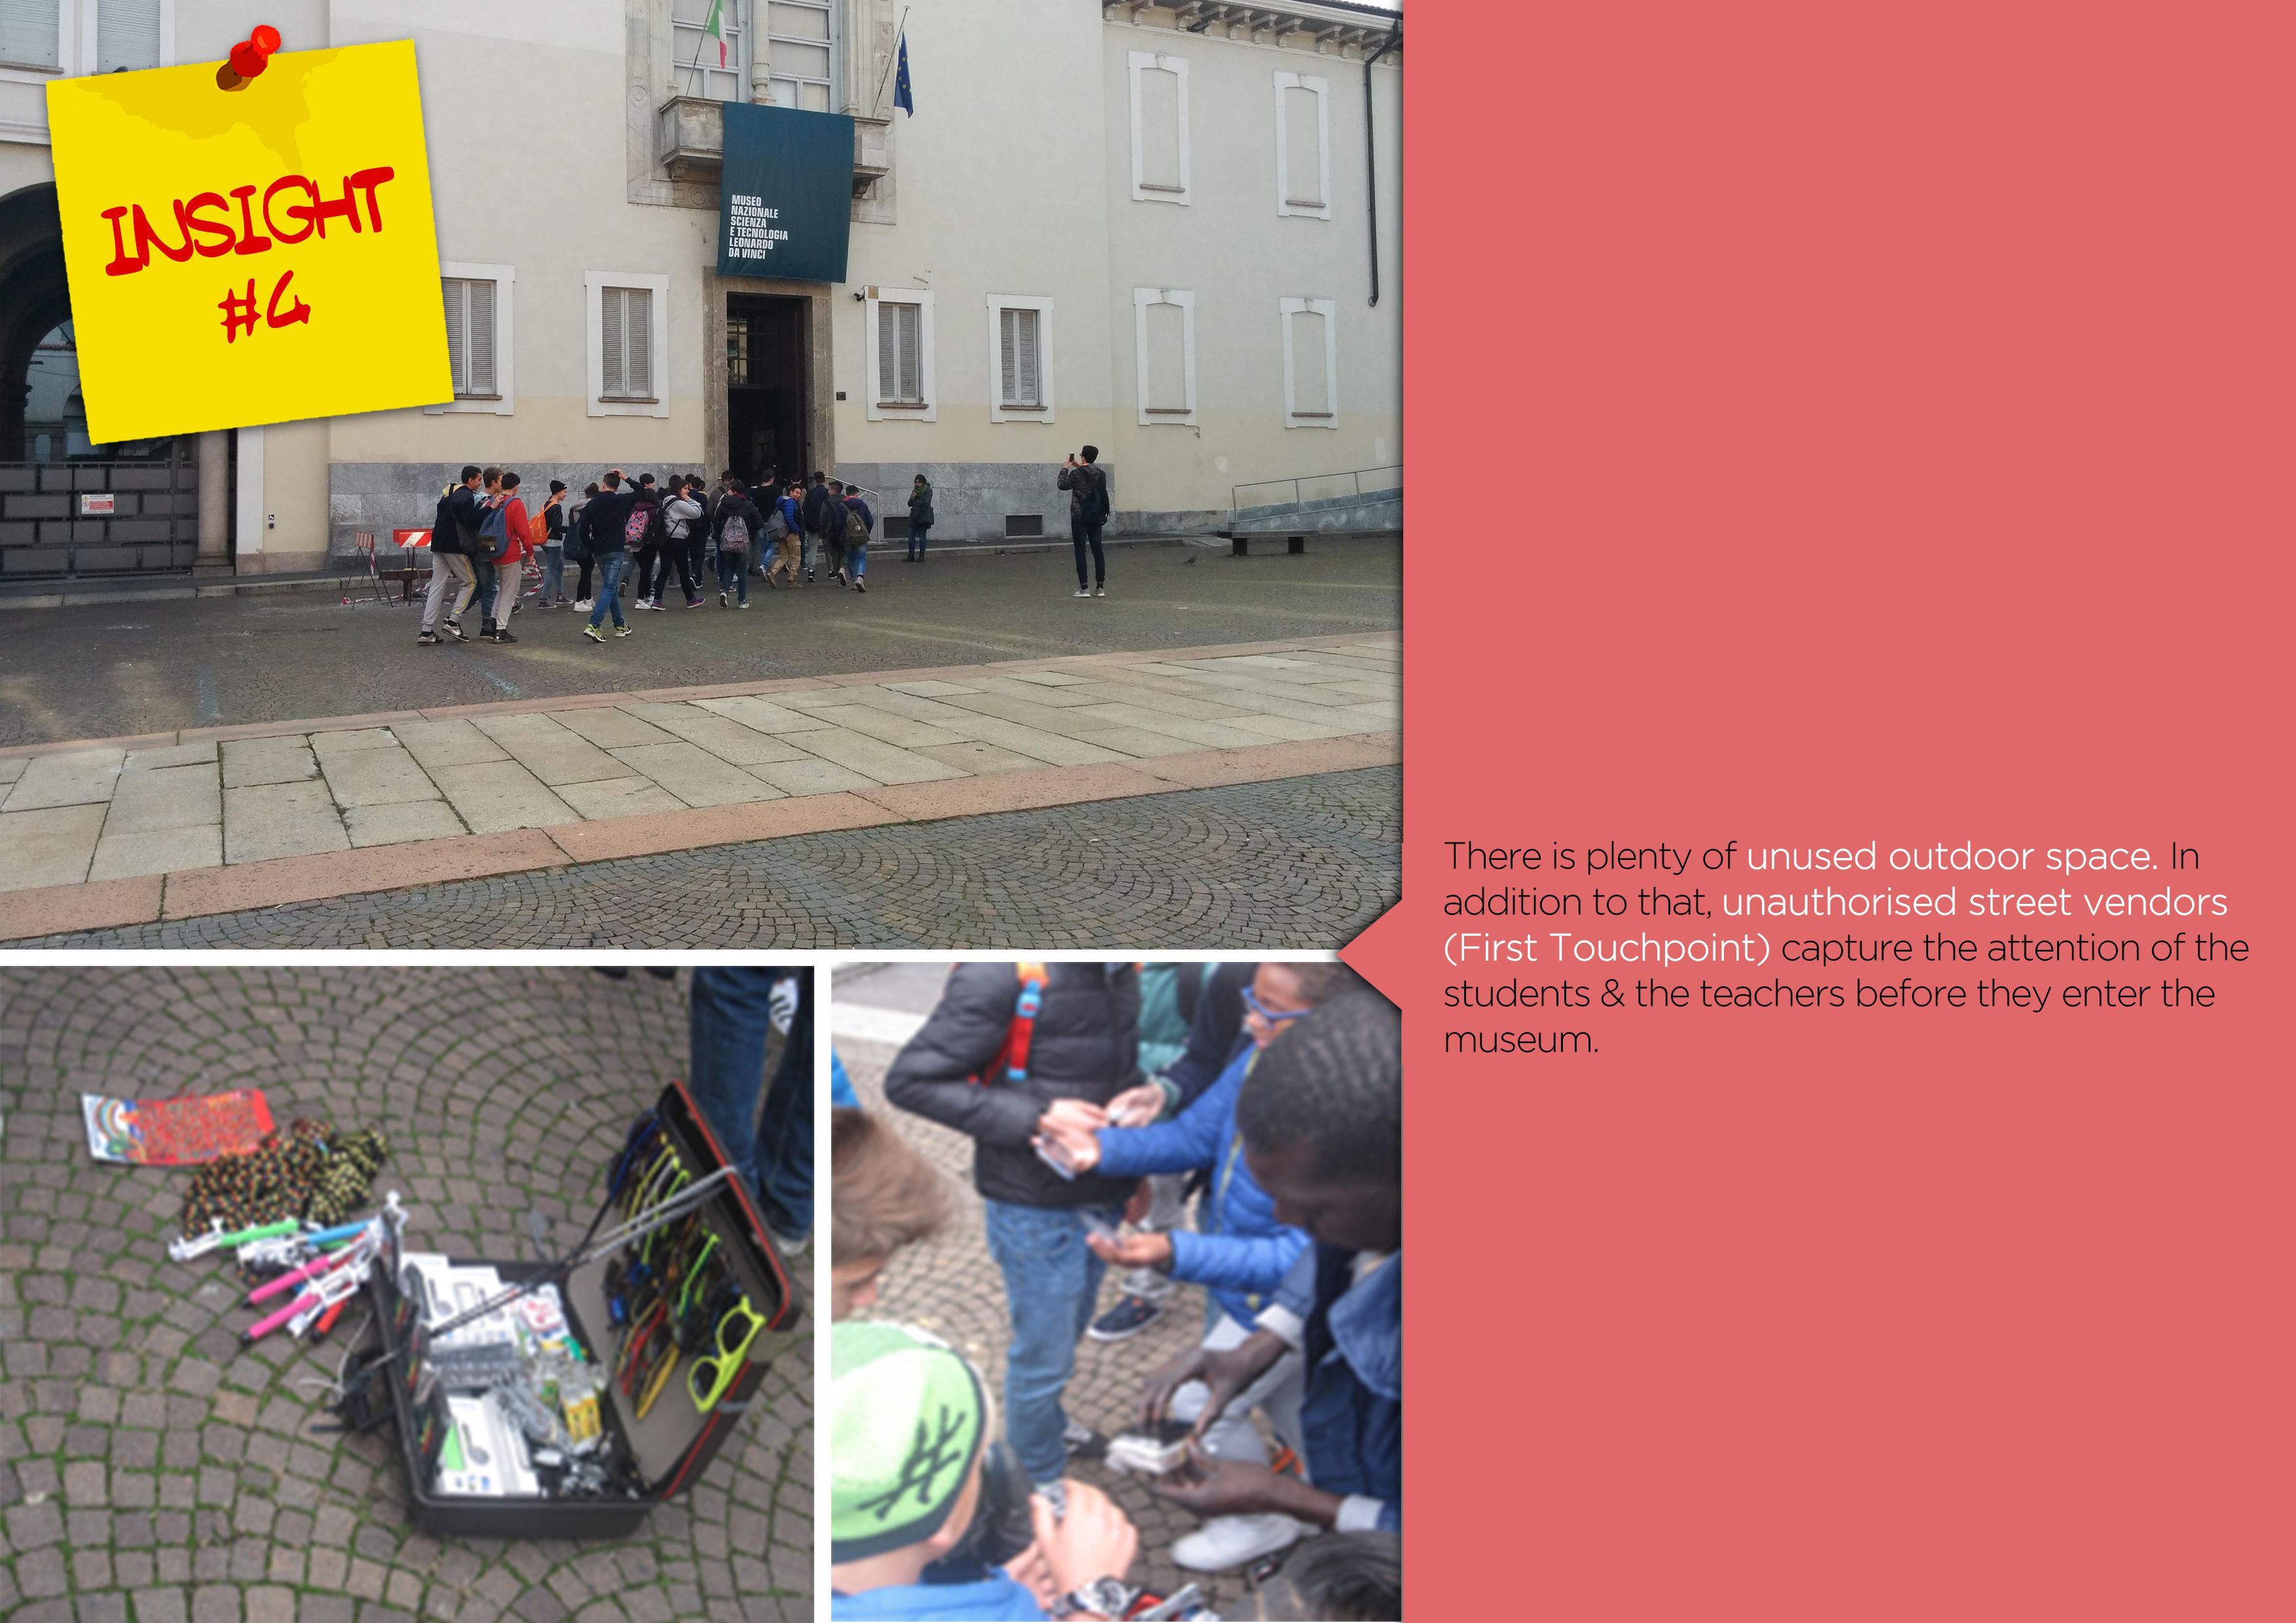 INSIGHT
#4
MUSEO
NAZIONALE
SCIENZA
E TECNOLOGIA
LEONARDO
DA VINCI
There is plenty of unused outdoor space. In
addition to that, unauthorised street vendors
(First Touchpoint) capture the attention of the
students & the teachers before they enter the
museum.